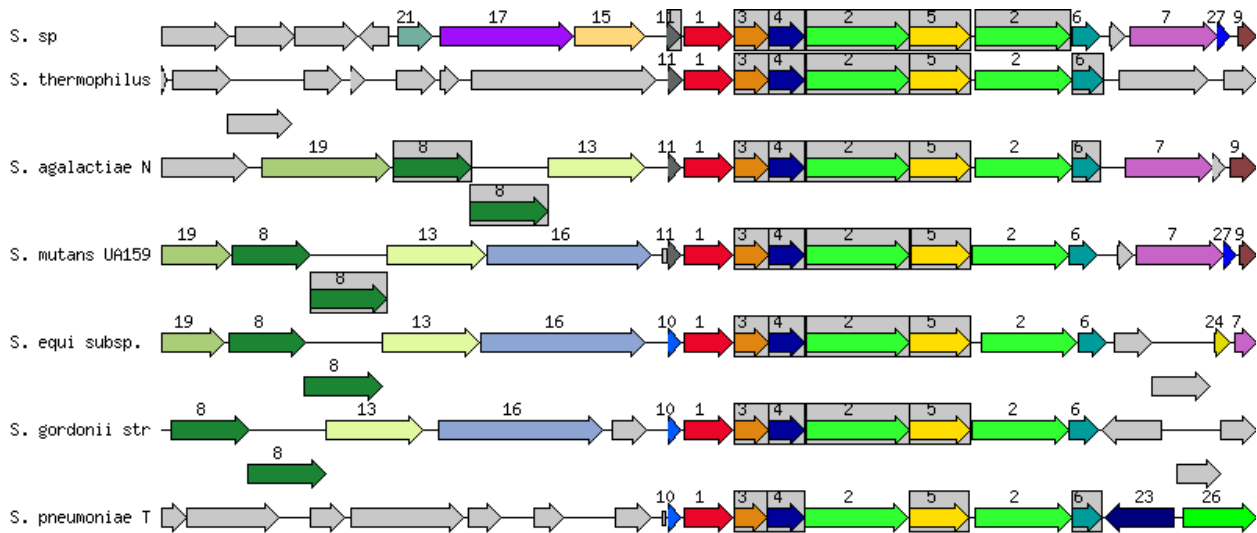 21 17 15 11 1 3 4 2 5 2 6 7 27 9
S. sp
11 1 3 4 2 5 2 6
S. thermophilus
19 8 13 11 1 3 4 2 5 2 6 7 9
S. agalactiae N
8
19 8 13 16 11 1 3 4 2 5 2 6 7 27 9
S. mutans UA159
8
19 8 13 16 10 1 3 4 2 5 2 6 24 7
S. equi subsp.
8
8 13 16 10 1 3 4 2 5 2 6
S. gordonii str
8
10 1 3 4 2 5 2 6 23 26
S. pneumoniae T